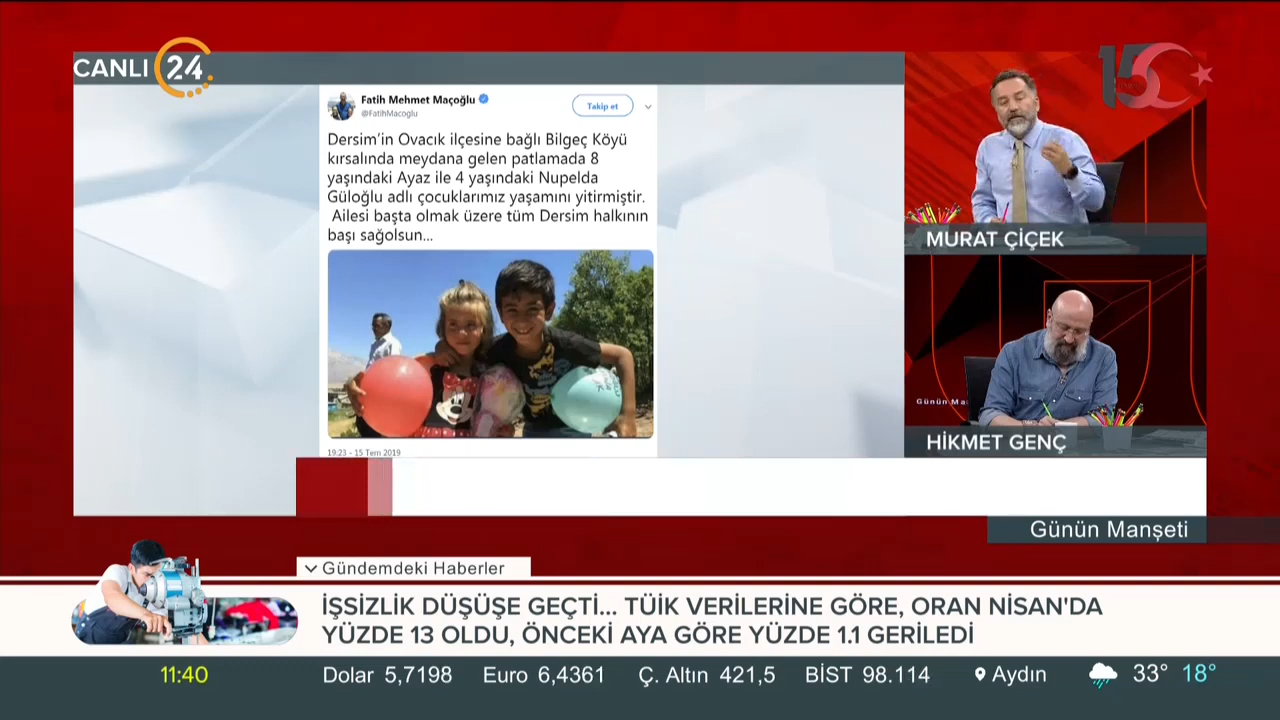 CANLI 24
Fatih Mehmet Maçoğlu
@FatihMacoglu
Takip et
Dersim'in Ovacık ilçesine bağlı Bilgeç Köyü
kırsalında meydana gelen patlamada 8
yaşındaki Ayaz ile 4 yaşındaki Nupelda
Güloğlu adlı çocuklarımız yaşamını yitirmiştir.
Ailesi başta olmak üzere tüm Dersim halkının
başı sağolsun...
19:23 - 15 Tem 2019
15
MURAT ÇİÇEK
HİKMET GENÇ
Günün Manşeti
Gündemdeki Haberler
İŞSİZLİK DÜŞÜŞE GEÇTİ... TÜİK VERİLERİNE GÖRE, ORAN NİSAN'DA
YÜZDE 13 OLDU, ÖNCEKİ AYA GÖRE YÜZDE 1.1 GERİLEDİ
11:40 Dolar 5,7198 Euro 6,4361 Ç. Altın 421,5 BİST 98.114 Aydın 33° 18°